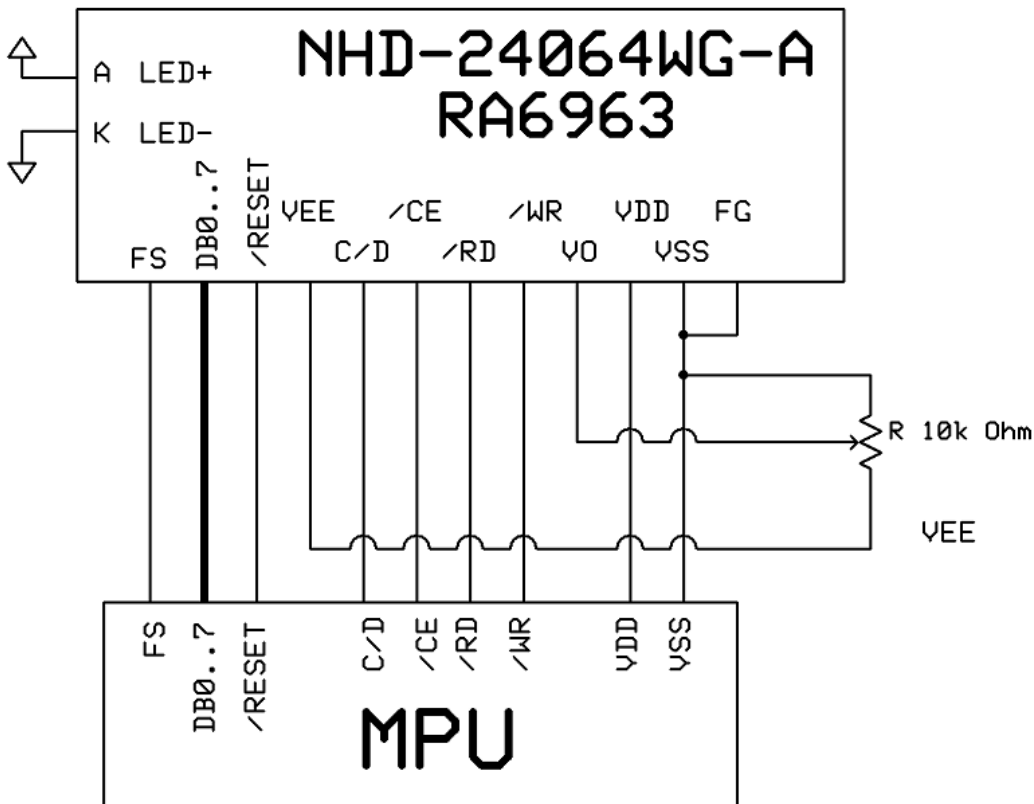 NHD-24064WG-A
RA6963
A LED+
K LED-
FS
DB0..7
/RESET
VEE
C/D
/CE
/RD
/WR
VO
VDD
VSS
FG
R 10k Ohm
VEE
FS
DB0..7
/RESET
C/D
/CE
/RD
/WR
VDD
VSS
MPU